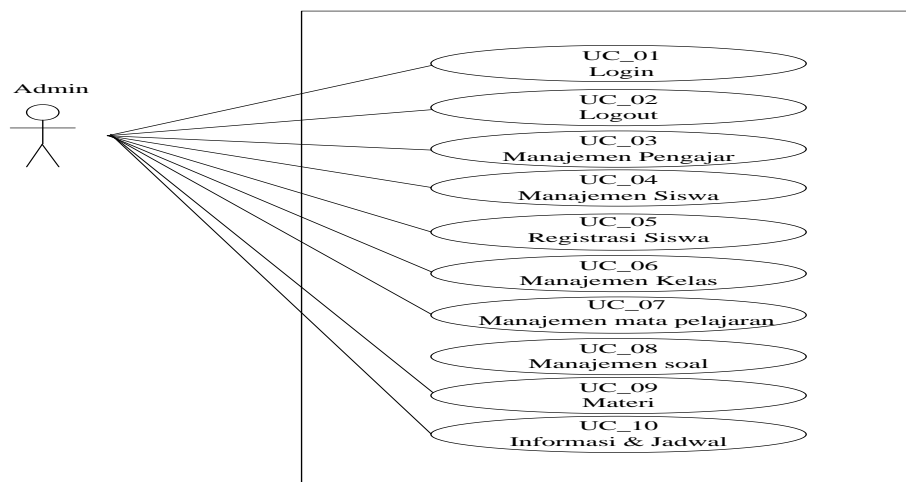 Admin
UC_01
Login
UC_02
Logout
UC_03
Manajemen Pengajar
UC_04
Manajemen Siswa
UC_05
Registrasi Siswa
UC_06
Manajemen Kelas
UC_07
Manajemen mata pelajaran
UC_08
Manajemen soal
UC_09
Materi
UC_10
Informasi & Jadwal